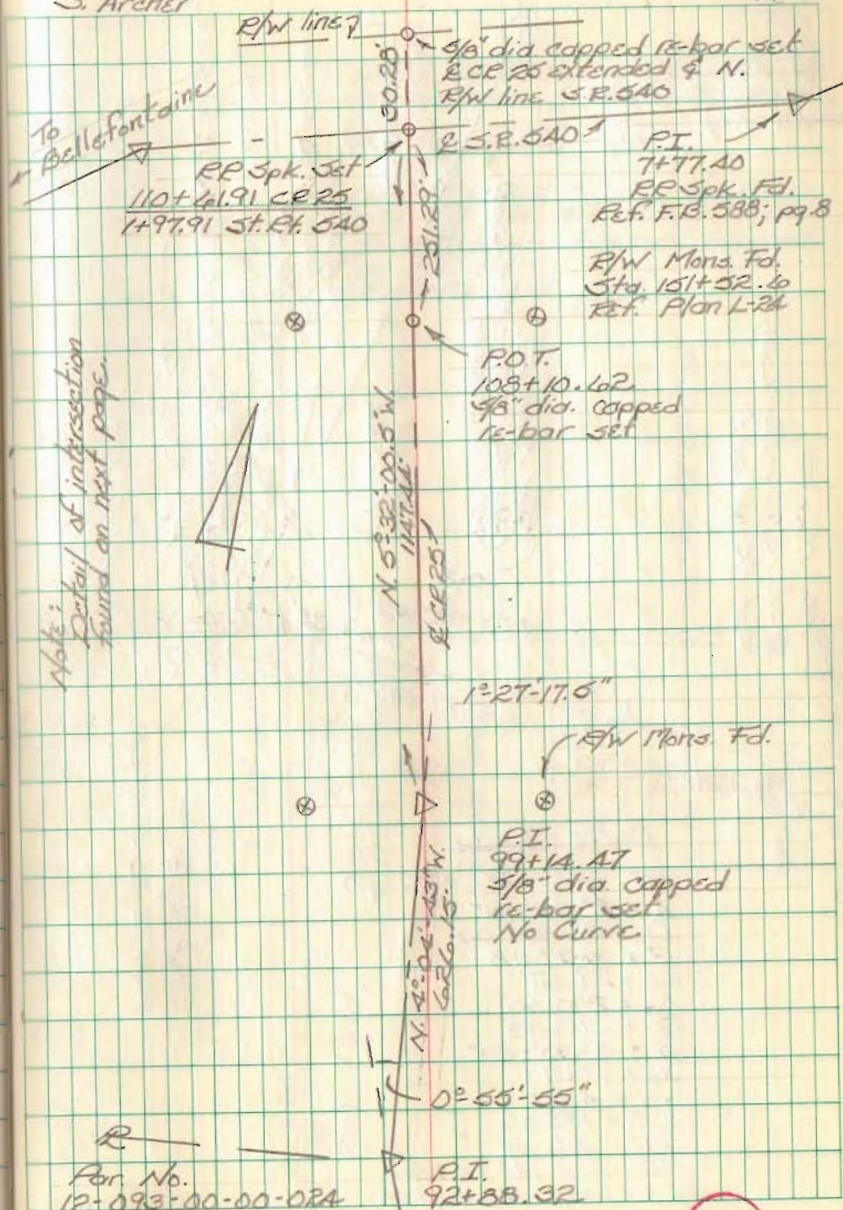 S. Archer
R/W line
5/8" dia. capped re-bar set
℄ CR 25 extended & N.
R/W line S.R. 540
30.28'
To
Bellefontaine
℄ S.R. 540
RR Spk. Set
110+61.91 CR 25
1+97.91 St. Rt. 540
P.I.
7+77.40
RR Spk. Fd.
Ref. F.B. 588; pg. 8
251.29'
R/W Mons. Fd.
Sta. 151+52.6
Ref. Plan L-24
P.O.T.
108+10.62
5/8" dia. capped
re-bar set
Note:
Detail of intersection
found on next page.
N. 5°-32'-00.5" W.
1147.44'
℄ CR 25
1°-27'-17.5"
R/W Mons. Fd.
P.I.
99+14.47
5/8" dia. capped
re-bar set
No Curve
N. 4°-04'-43" W.
626.15'
0°-55'-55"
Par. No.
12-093-00-00-02A
P.I.
92+88.32